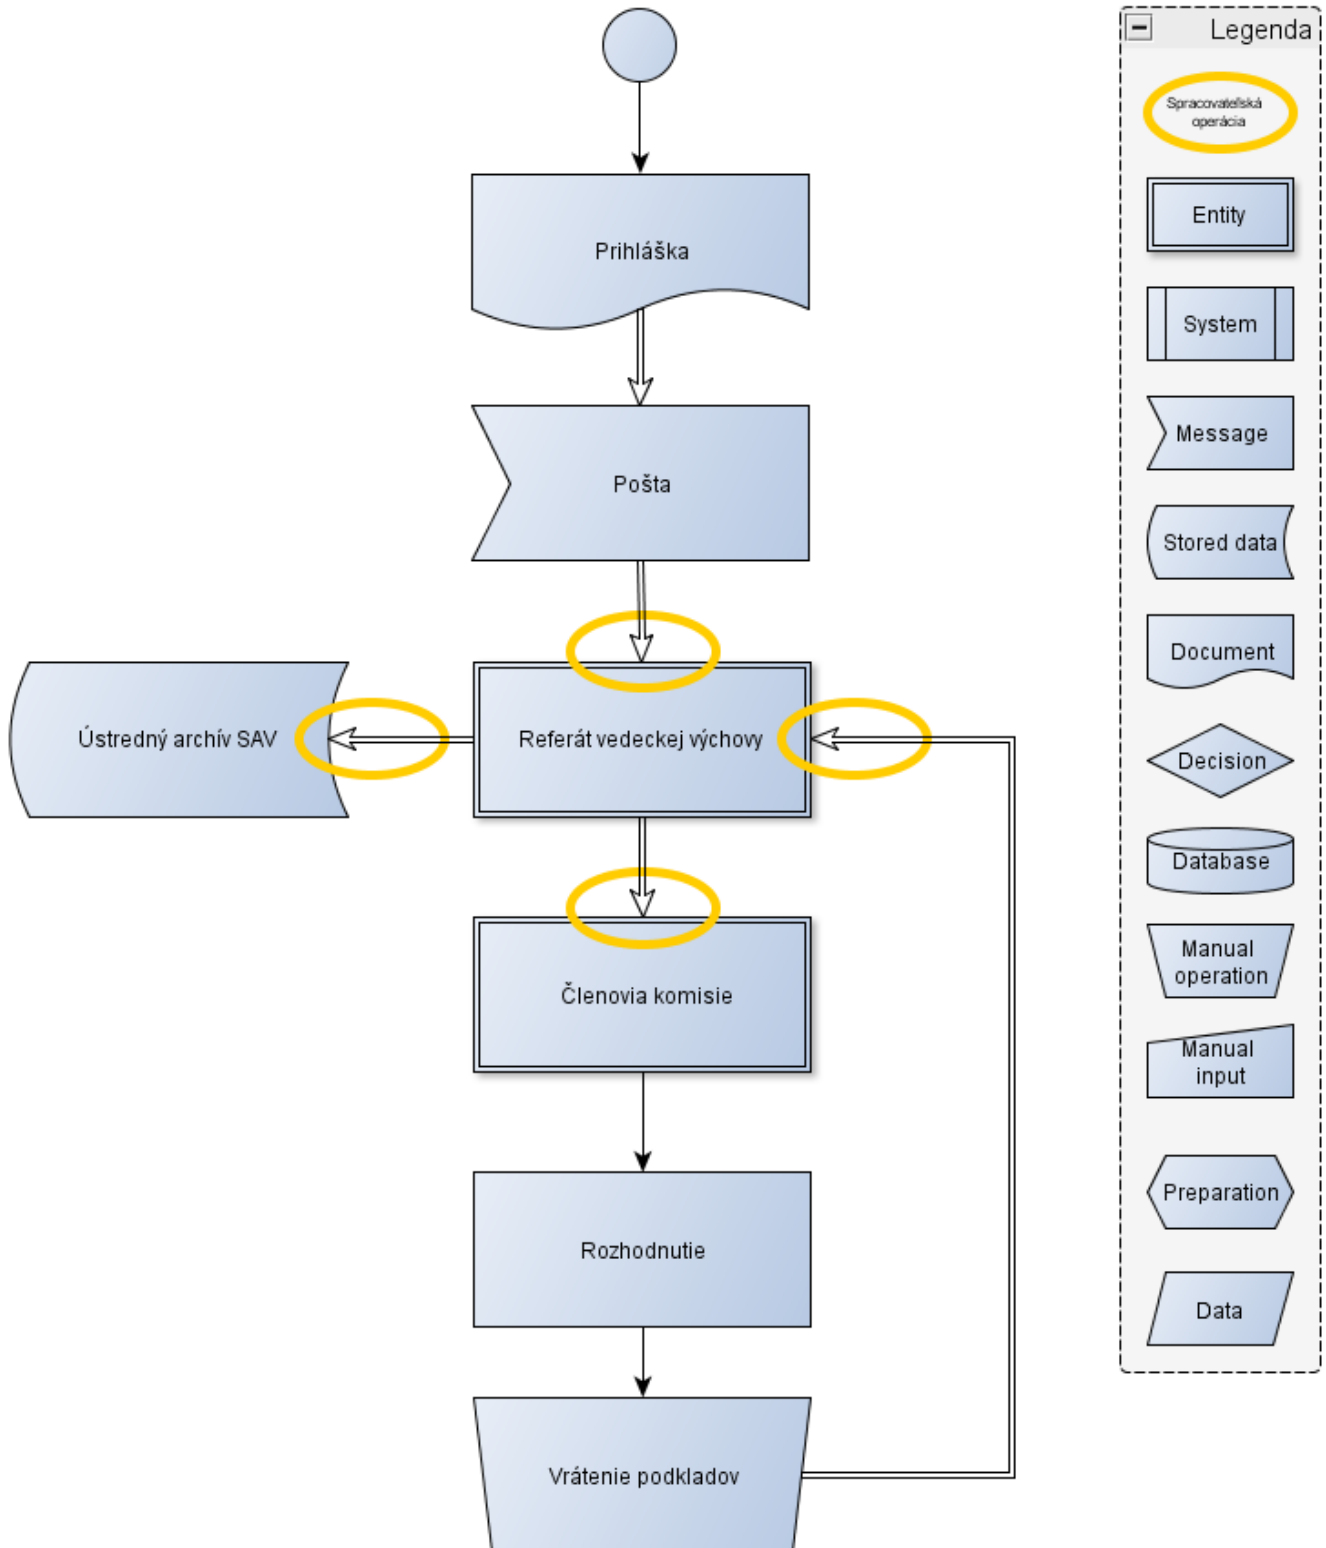 Prihláška
Pošta
Ústredný archív SAV
Referát vedeckej výchovy
Členovia komisie
Rozhodnutie
Vrátenie podkladov
Legenda
Spracovateľská
operácia
Entity
System
Message
Stored data
Document
Decision
Database
Manual
operation
Manual
input
Preparation
Data